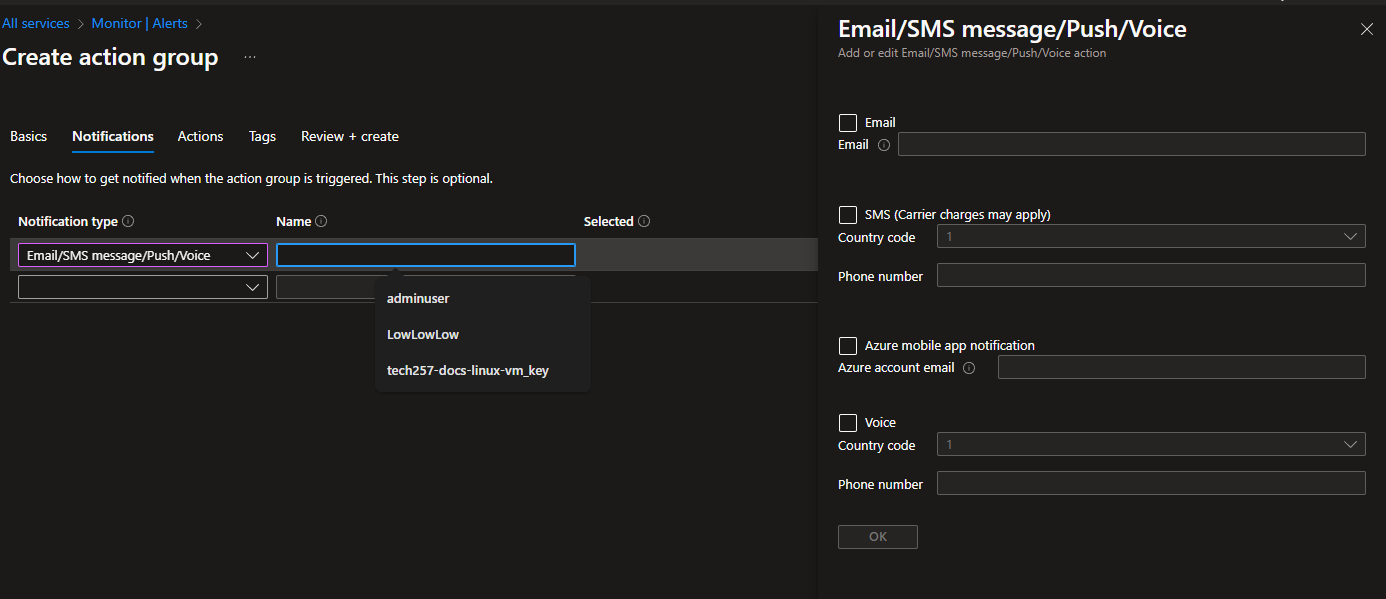 All services > Monitor | Alerts >
Create action group ...
Basics Notifications Actions Tags Review + create
Choose how to get notified when the action group is triggered. This step is optional.
Notification type Name Selected
Email/SMS message/Push/Voice
adminuser
LowLowLow
tech257-docs-linux-vm_key
Email/SMS message/Push/Voice
Add or edit Email/SMS message/Push/Voice action
Email
Email
SMS (Carrier charges may apply)
Country code 1
Phone number
Azure mobile app notification
Azure account email
Voice
Country code 1
Phone number
OK